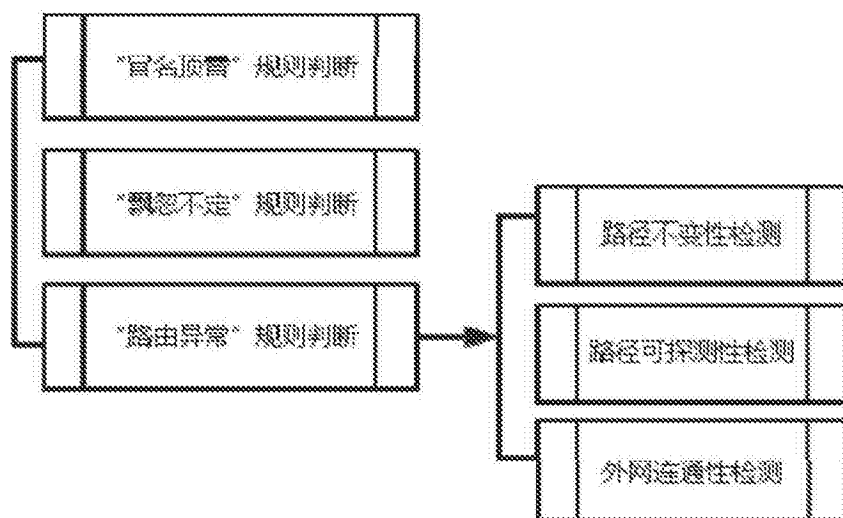 “冒名顶替” 规则判断
“飘忽不定” 规则判断
“路由异常” 规则判断
路径不变性检测
路径可探测性检测
外网连通性检测